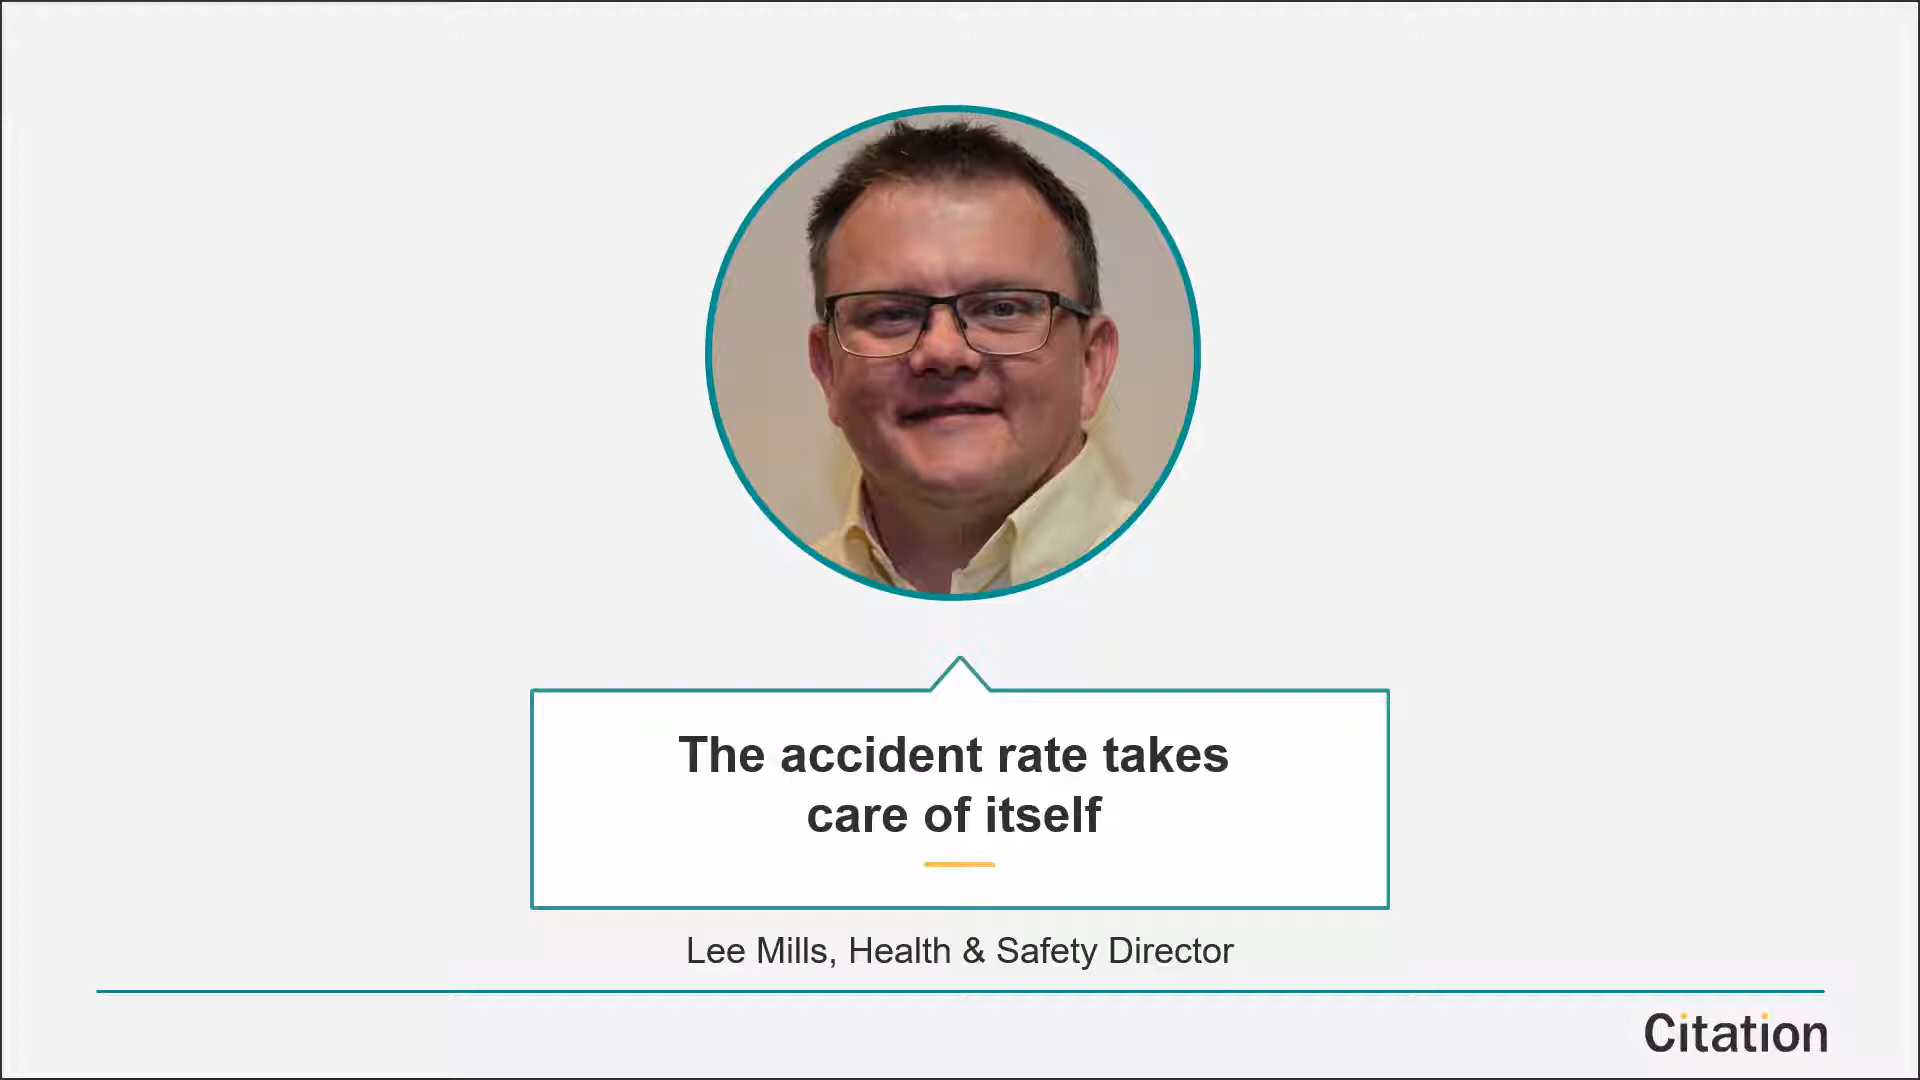 The accident rate takes
care of itself
Lee Mills, Health & Safety Director
Citation